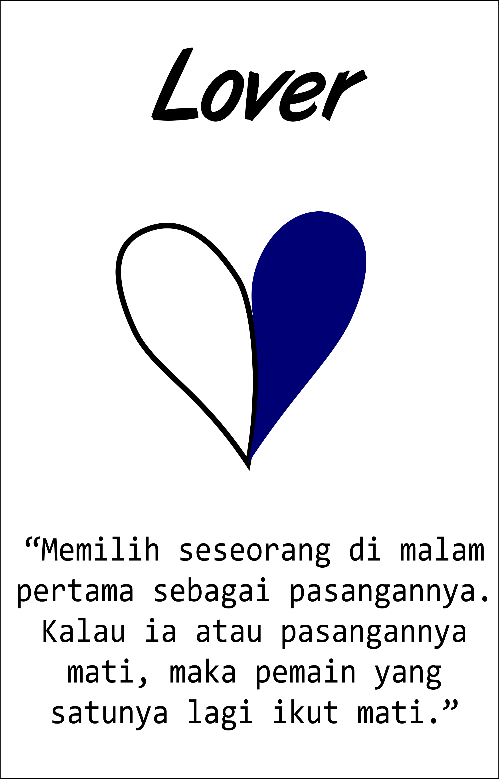 Lover
“Memilih seseorang di malam
pertama sebagai pasangannya.
Kalau ia atau pasangannya
mati, maka pemain yang
satunya lagi ikut mati.”